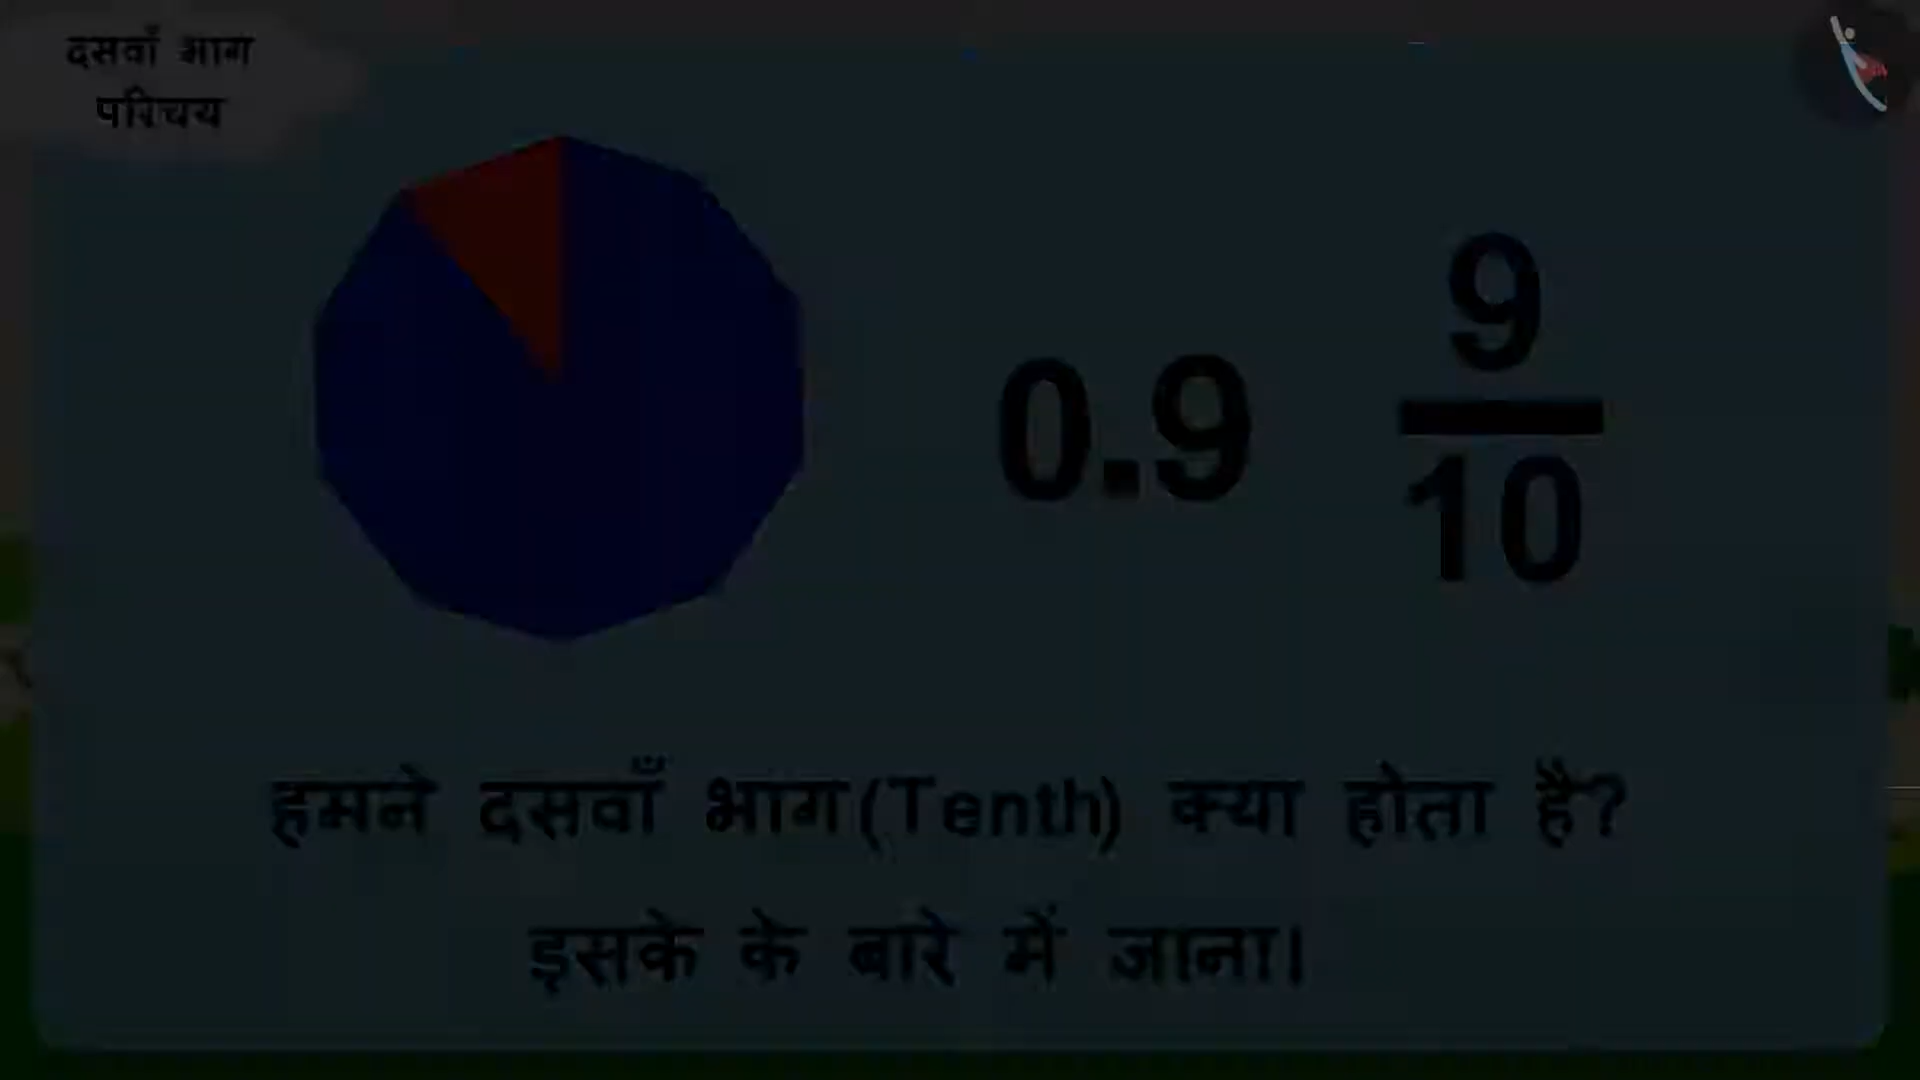 दसवाँ भाग
परिचय
0.9
9
10
हमने दसवाँ भाग(Tenth) क्या होता है?
इसके के बारे में जाना।